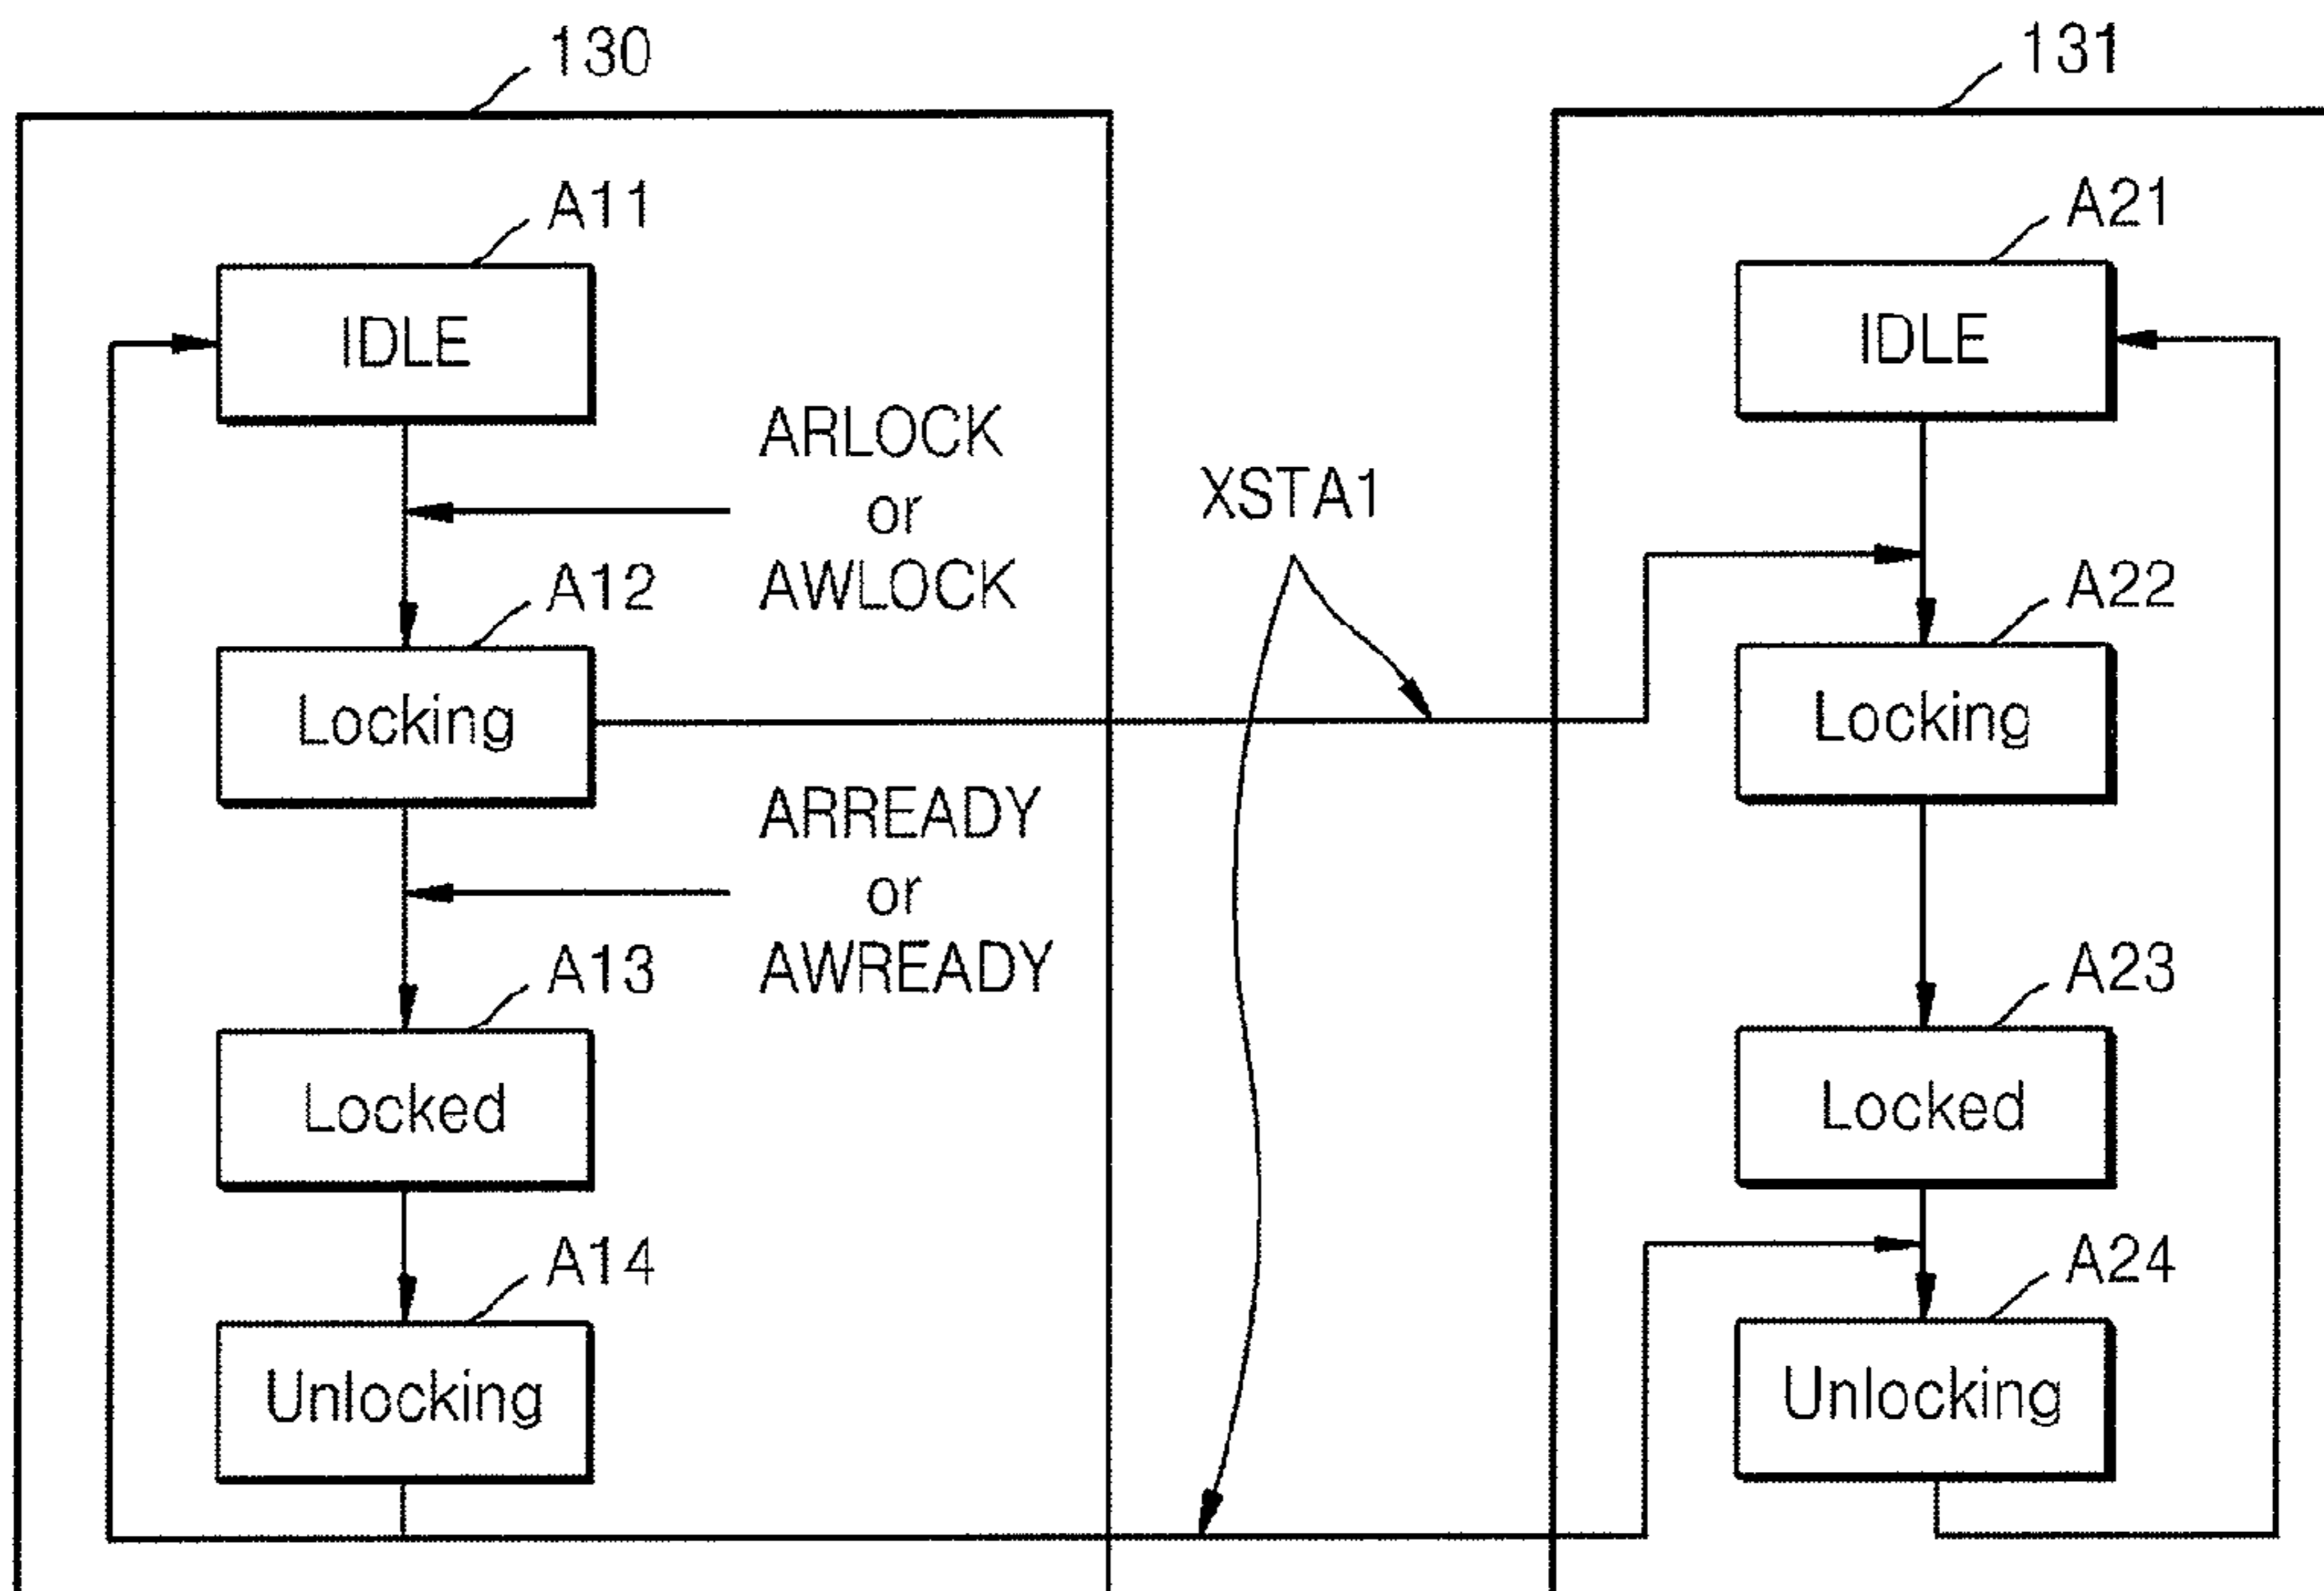 130
131
A11
A21
IDLE
IDLE
ARLOCK
or
AWLOCK
XSTA1
A12
A22
Locking
Locking
ARREADY
or
AWREADY
A13
A23
Locked
Locked
A14
A24
Unlocking
Unlocking